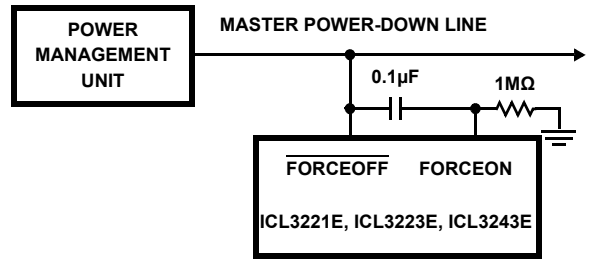 POWER
MANAGEMENT
UNIT
MASTER POWER-DOWN LINE
0.1µF
1MΩ
FORCEOFF FORCEON
ICL3221E, ICL3223E, ICL3243E